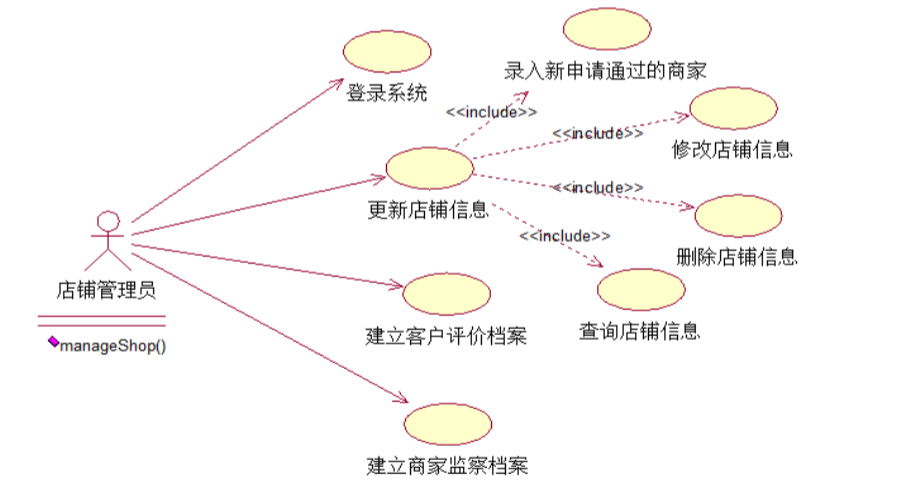 登录系统
录入新申请通过的商家
<<include>>
<<include>>
修改店铺信息
更新店铺信息
<<include>>
<<include>>
删除店铺信息
店铺管理员
manageShop()
建立客户评价档案
查询店铺信息
建立商家监察档案